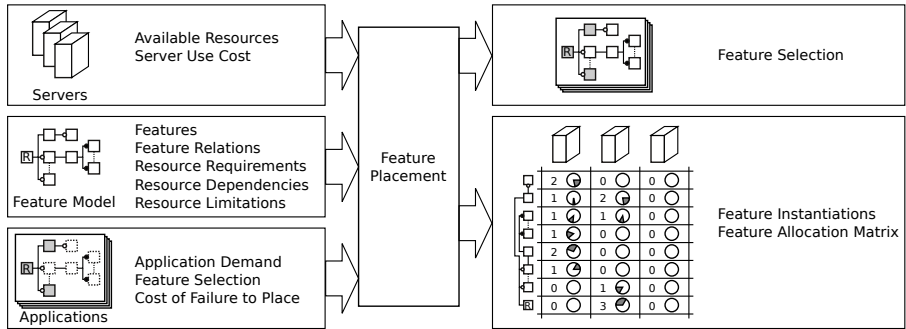 Available Resources
Server Use Cost
Servers
R
Features
Feature Relations
Resource Requirements
Resource Dependencies
Resource Limitations
Feature Model
R
Application Demand
Feature Selection
Cost of Failure to Place
Applications
Feature
Placement
R
Feature Selection
2 0 0
1 2 0
1 1 0
1 0 0
2 0 0
1 0 0
0 1 0
R 0 3 0
Feature Instantiations
Feature Allocation Matrix